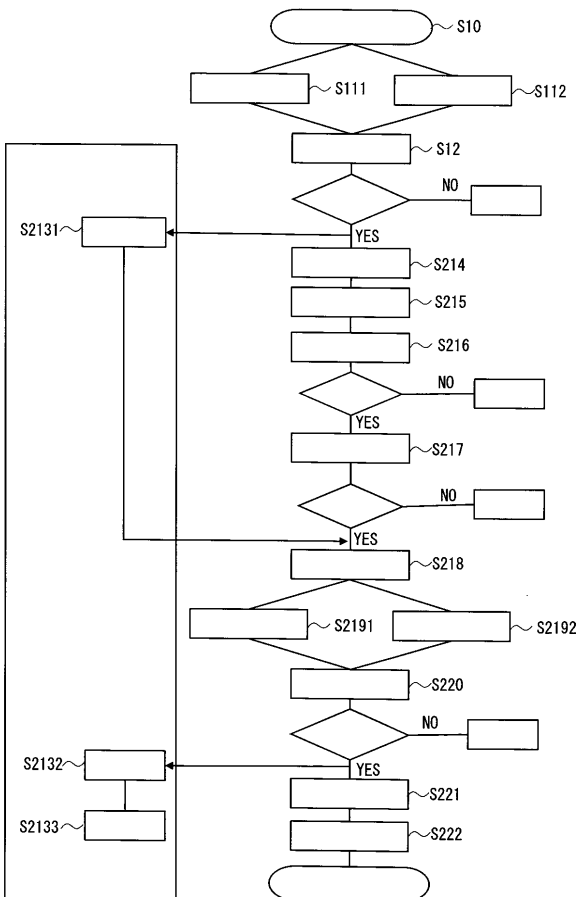 S10
S111
S112
S12
NO
S2131
YES
S214
S215
S216
NO
YES
S217
NO
YES
S218
S2191
S2192
S220
NO
S2132
YES
S221
S2133
S222